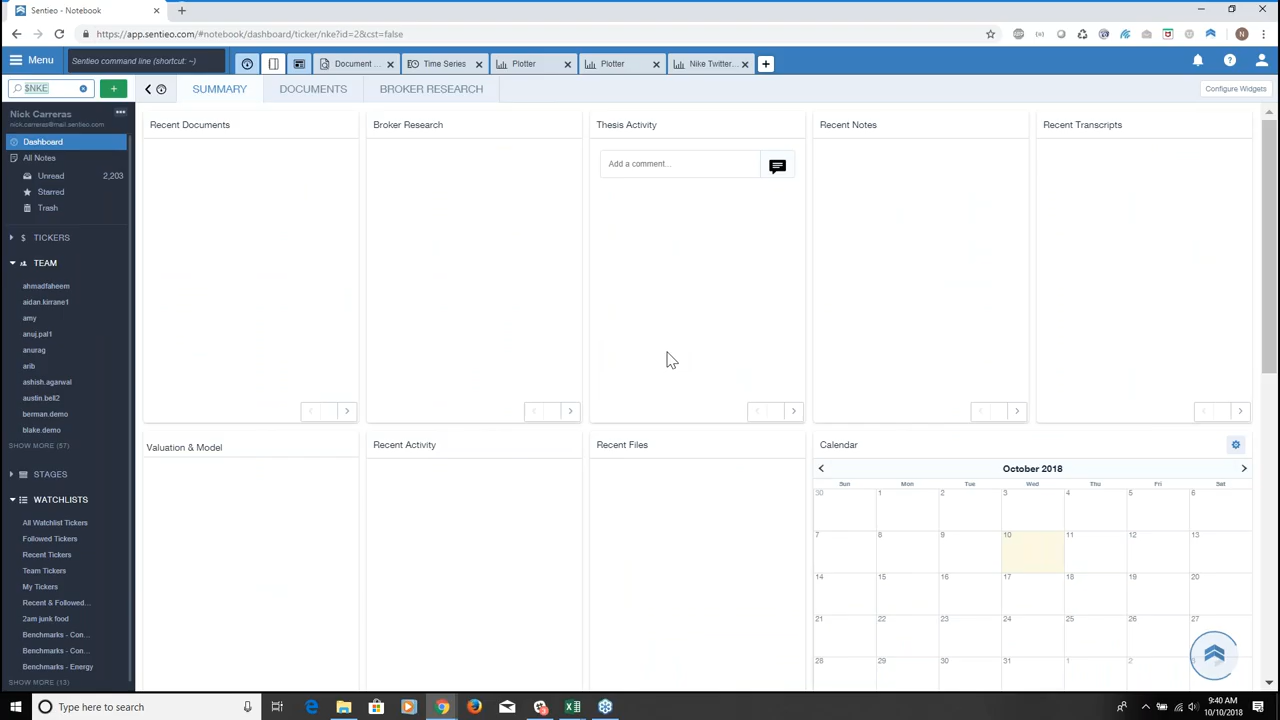 Sentieo - Notebook
https://app.sentieo.com/#notebook/dashboard/ticker/nke?id=2&cst=false
N
Menu
Sentieo command line (shortcut: ~)
Document ...
Time Series
Plotter
Plotter
Nike Twitter...
$NKE
SUMMARY
DOCUMENTS
BROKER RESEARCH
Configure Widgets
Nick Carreras
nick.carreras@mail.sentieo.com
Dashboard
All Notes
Unread 2,203
Starred
Trash
$ TICKERS
TEAM
ahmadfaheem
aidan.kirrane1
amy
anuj.pal1
anurag
arib
ashish.agarwal
austin.bell2
berman.demo
blake.demo
SHOW MORE (57)
STAGES
WATCHLISTS
All Watchlist Tickers
Followed Tickers
Recent Tickers
Team Tickers
My Tickers
Recent & Followed...
2am junk food
Benchmarks - Con...
Benchmarks - Con...
Benchmarks - Energy
SHOW MORE (13)
Recent Documents
Broker Research
Thesis Activity
Add a comment...
Recent Notes
Recent Transcripts
Valuation & Model
Recent Activity
Recent Files
Calendar
October 2018
Sun Mon Tue Wed Thu Fri Sat
30 1 2 3 4 5 6
7 8 9 10 11 12 13
14 15 16 17 18 19 20
21 22 23 24 25 26 27
28 29 30 31 1 2 3
Type here to search
9:40 AM
10/10/2018